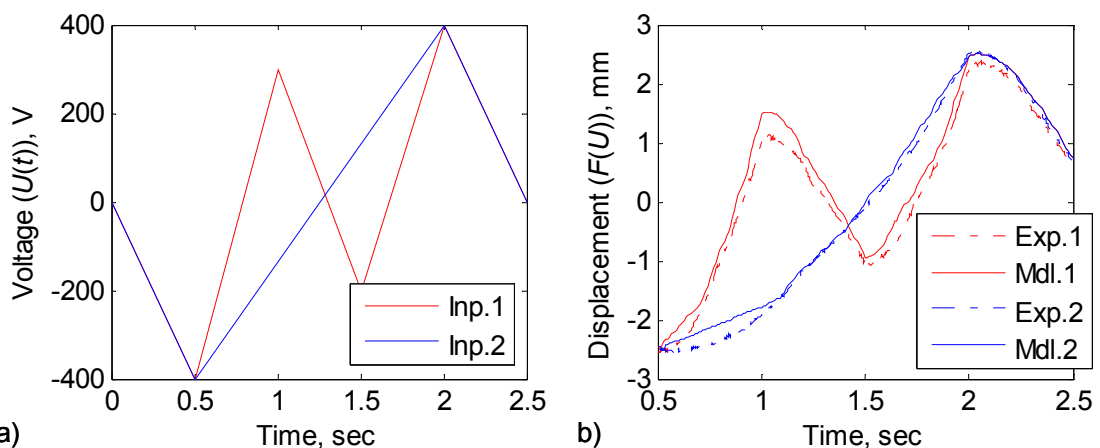 Voltage (U(t)), V
400
200
0
-200
-400
0
0.5
1
1.5
2
2.5
Time, sec
Inp.1
Inp.2
a)
Displacement (F(U)), mm
3
2
1
0
-1
-2
-3
0.5
1
1.5
2
2.5
Time, sec
Exp.1
Mdl.1
Exp.2
Mdl.2
b)